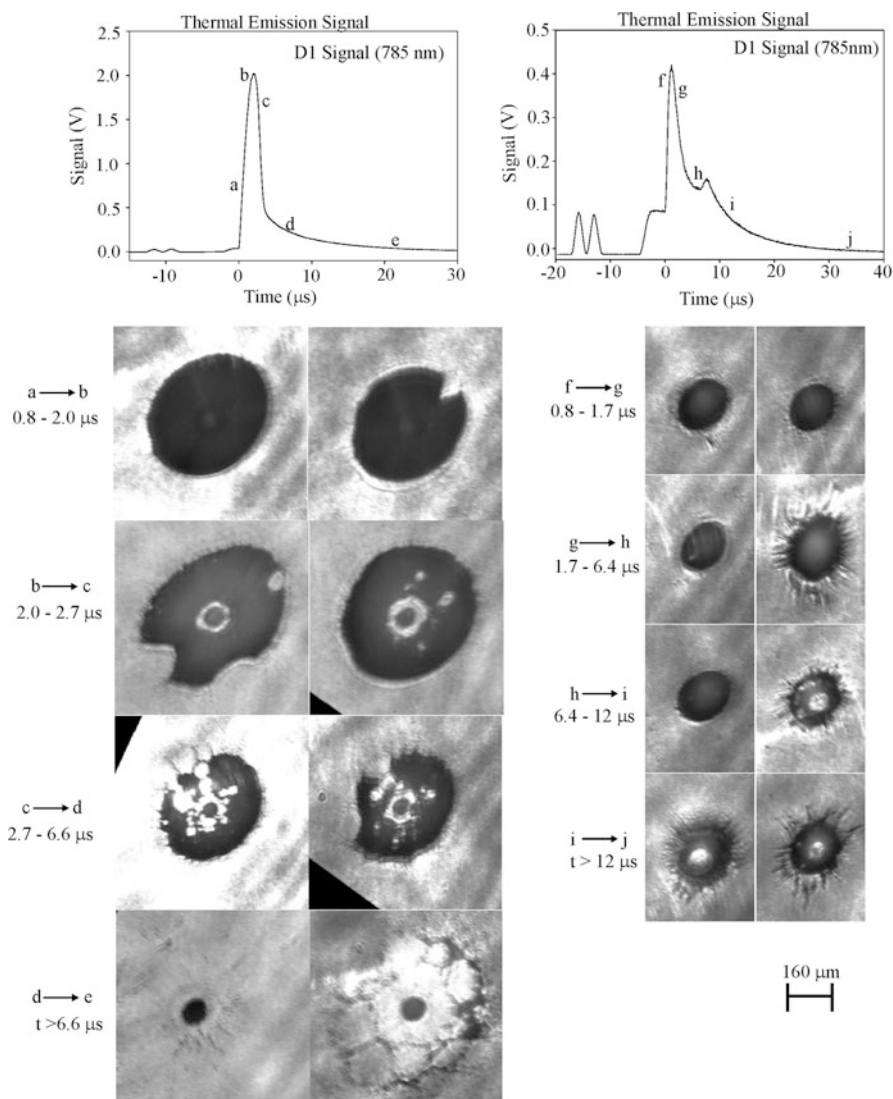 Thermal Emission Signal
D1 Signal (785 nm)
Signal (V)
2.5
2.0
1.5
1.0
0.5
0.0
-10
0
10
20
30
Time (μs)
a
b
c
d
e
Thermal Emission Signal
D1 Signal (785nm)
Signal (V)
0.5
0.4
0.3
0.2
0.1
0.0
-20
-10
0
10
20
30
40
Time (μs)
f
g
h
i
j
a → b
0.8 - 2.0 μs
b → c
2.0 - 2.7 μs
c → d
2.7 - 6.6 μs
d → e
t >6.6 μs
f → g
0.8 - 1.7 μs
g → h
1.7 - 6.4 μs
h → i
6.4 - 12 μs
i → j
t > 12 μs
160 μm